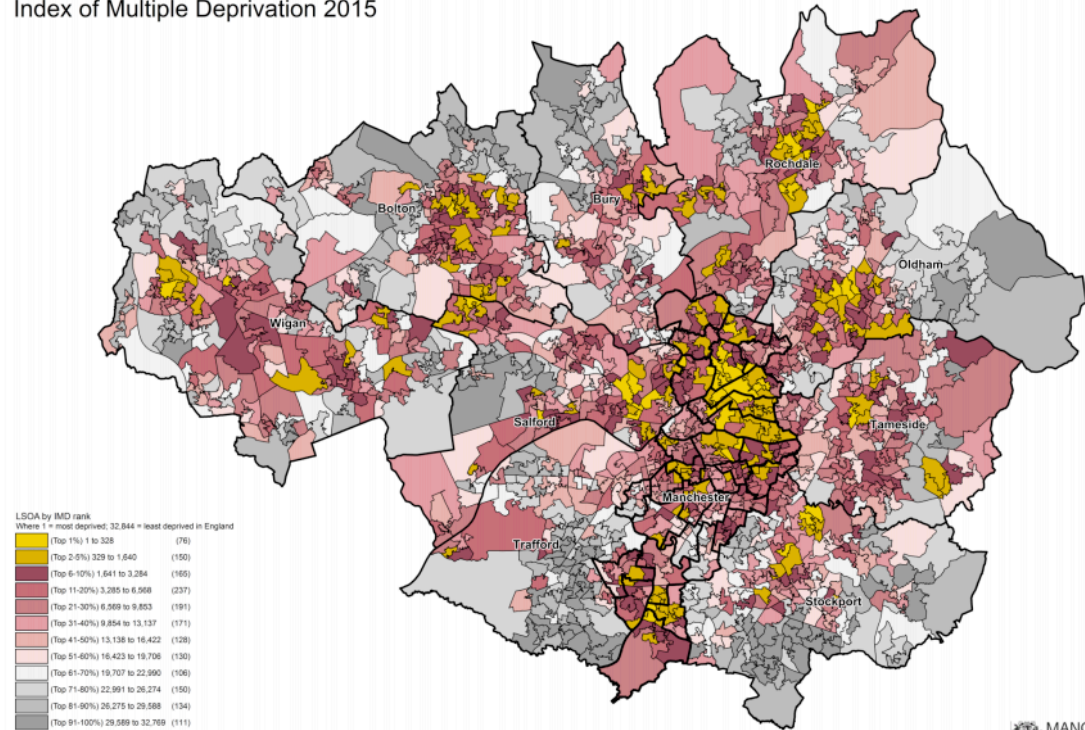 Index of Multiple Deprivation 2015
Rochdale
Bolton
Bury
Oldham
Wigan
Salford
Tameside
Manchester
Trafford
Stockport
LSOA by IMD rank
Where 1 = most deprived; 32,844 = least deprived in England
(Top 1%) 1 to 328 (76)
(Top 2-5%) 329 to 1,640 (150)
(Top 6-10%) 1,641 to 3,284 (165)
(Top 11-20%) 3,285 to 6,568 (237)
(Top 21-30%) 6,569 to 9,853 (191)
(Top 31-40%) 9,854 to 13,137 (171)
(Top 41-50%) 13,138 to 16,422 (128)
(Top 51-60%) 16,423 to 19,706 (130)
(Top 61-70%) 19,707 to 22,990 (106)
(Top 71-80%) 22,991 to 26,274 (150)
(Top 81-90%) 26,275 to 29,588 (134)
(Top 91-100%) 29,589 to 32,769 (111)
MANC